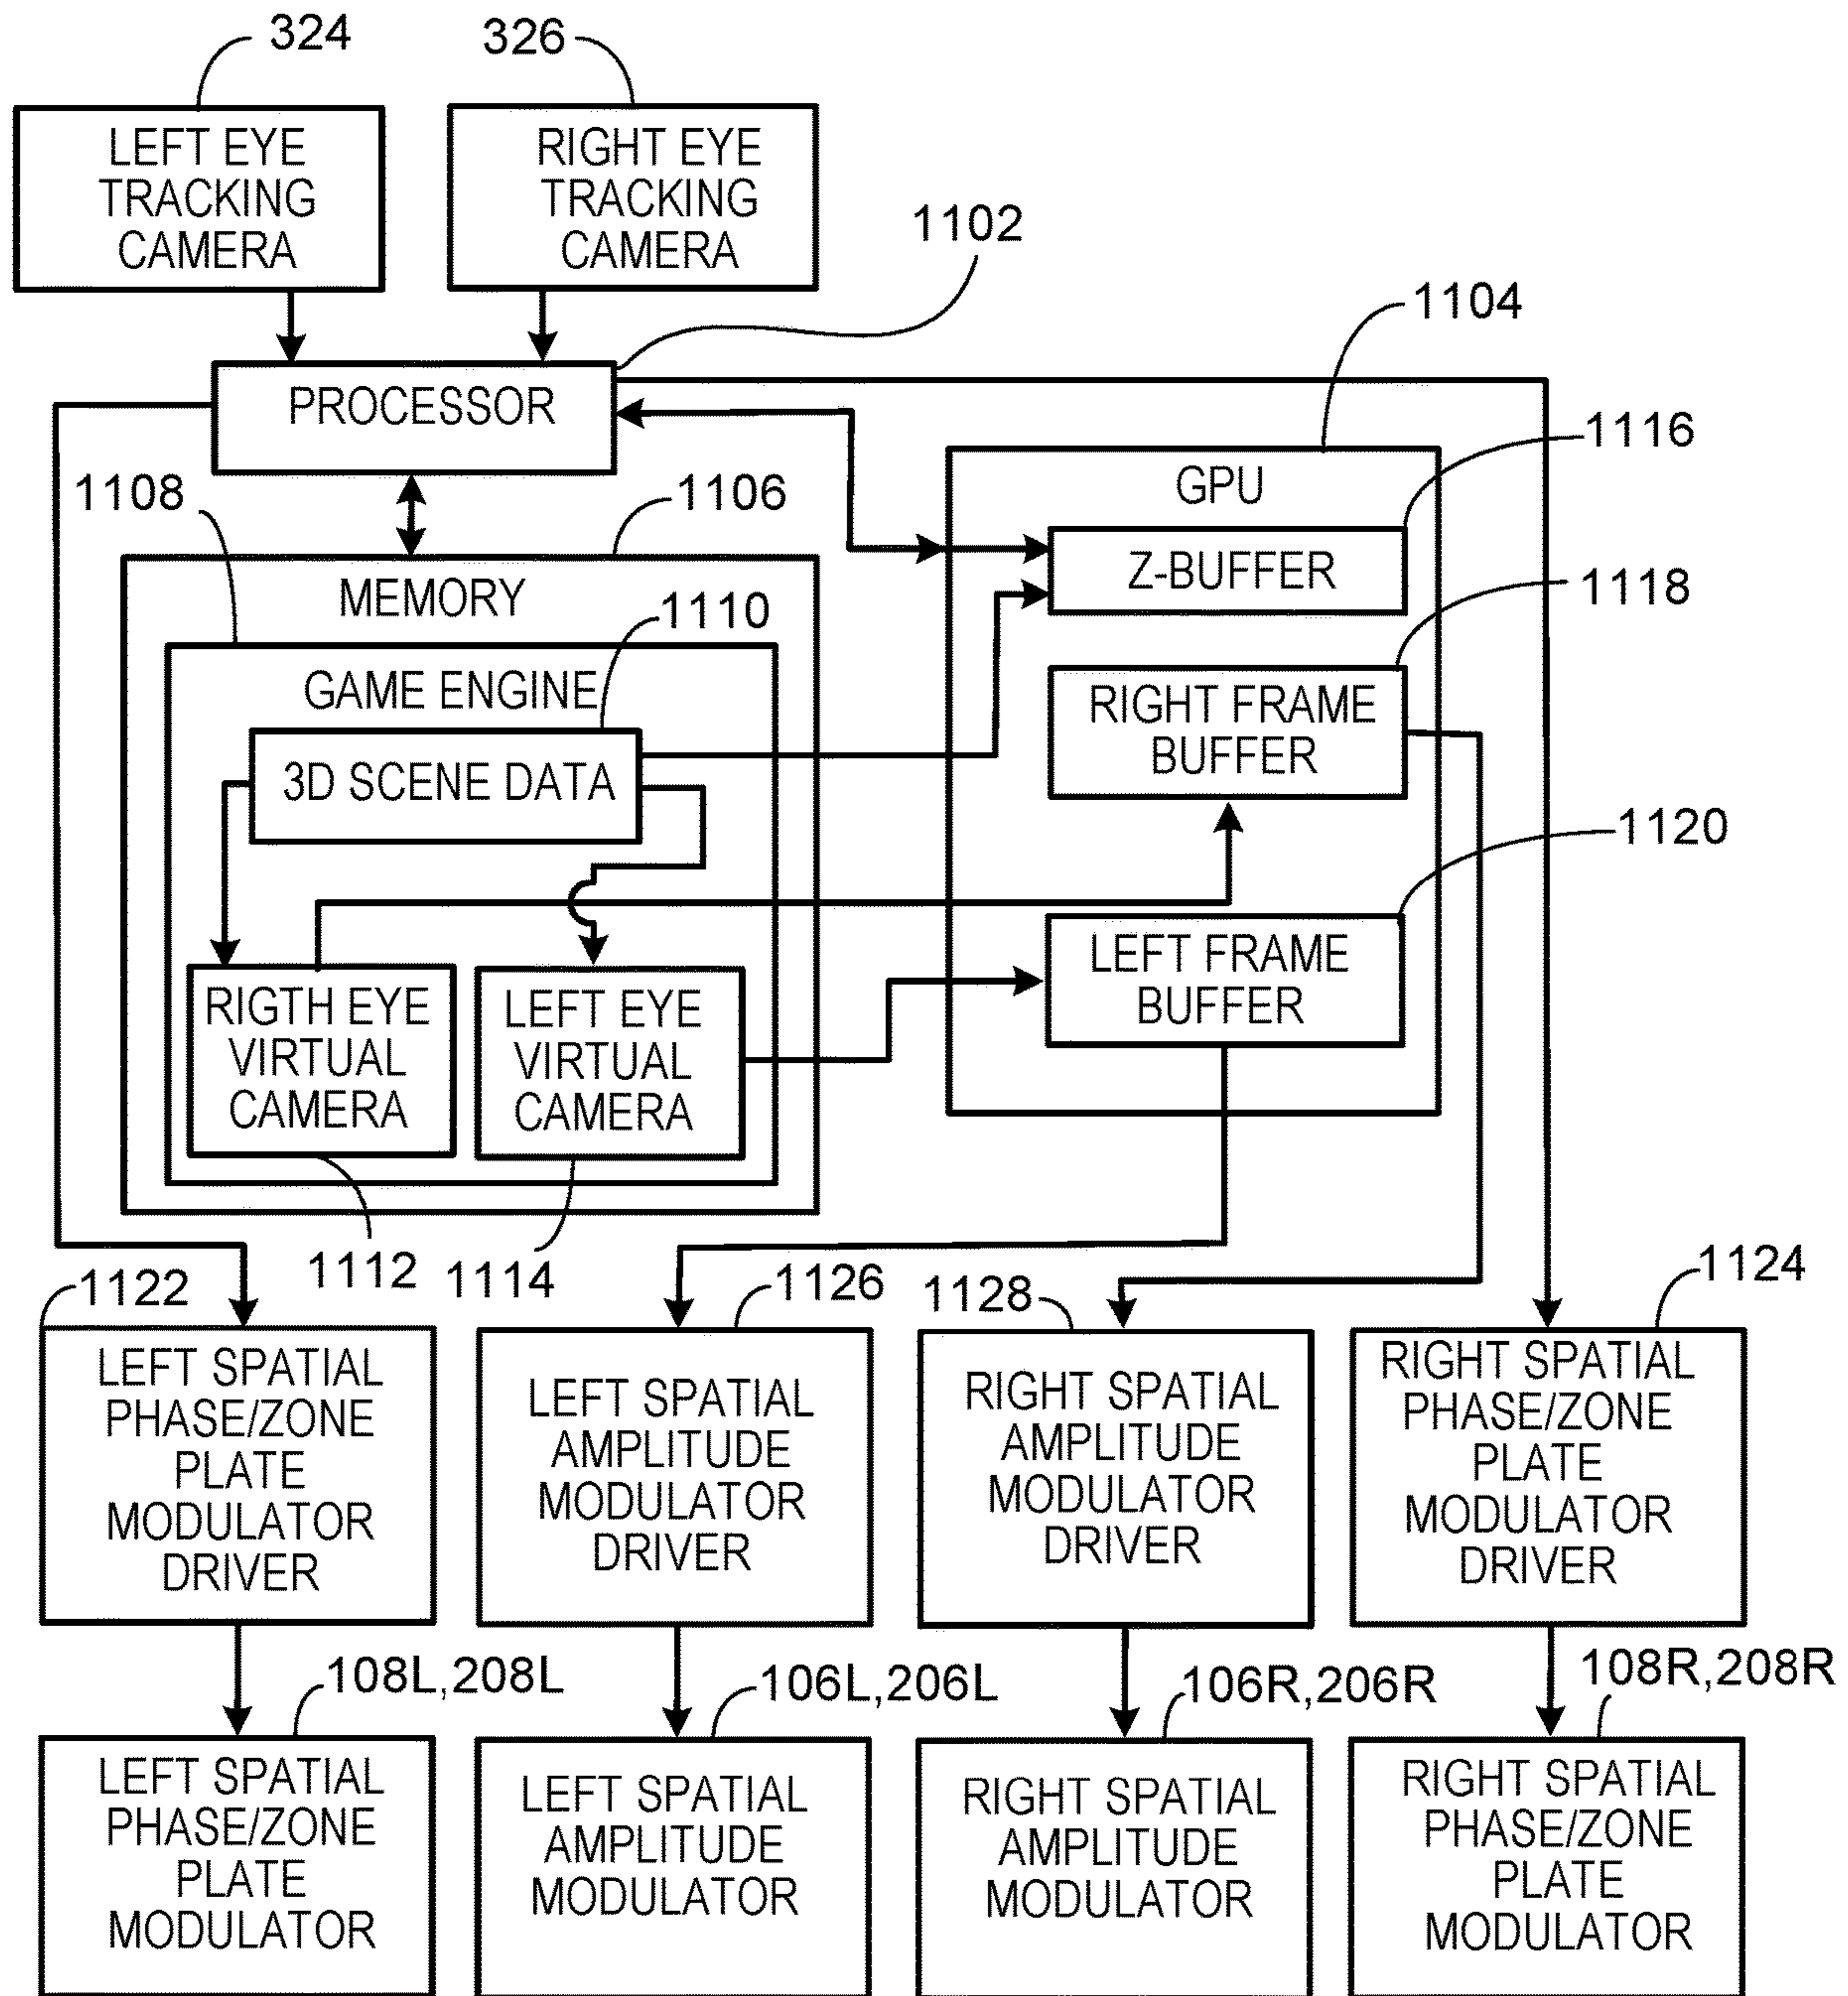 324
326
LEFT EYE
TRACKING
CAMERA
RIGHT EYE
TRACKING
CAMERA
1102
1104
PROCESSOR
1116
GPU
1108
1106
Z-BUFFER
MEMORY
1118
1110
GAME ENGINE
RIGHT FRAME
BUFFER
3D SCENE DATA
1120
LEFT FRAME
BUFFER
RIGTH EYE
VIRTUAL
CAMERA
LEFT EYE
VIRTUAL
CAMERA
1112
1114
1122
1126
1128
1124
LEFT SPATIAL
PHASE/ZONE
PLATE
MODULATOR
DRIVER
LEFT SPATIAL
AMPLITUDE
MODULATOR
DRIVER
RIGHT SPATIAL
AMPLITUDE
MODULATOR
DRIVER
RIGHT SPATIAL
PHASE/ZONE
PLATE
MODULATOR
DRIVER
108L,208L
106L,206L
106R,206R
108R,208R
LEFT SPATIAL
PHASE/ZONE
PLATE
MODULATOR
LEFT SPATIAL
AMPLITUDE
MODULATOR
RIGHT SPATIAL
AMPLITUDE
MODULATOR
RIGHT SPATIAL
PHASE/ZONE
PLATE
MODULATOR